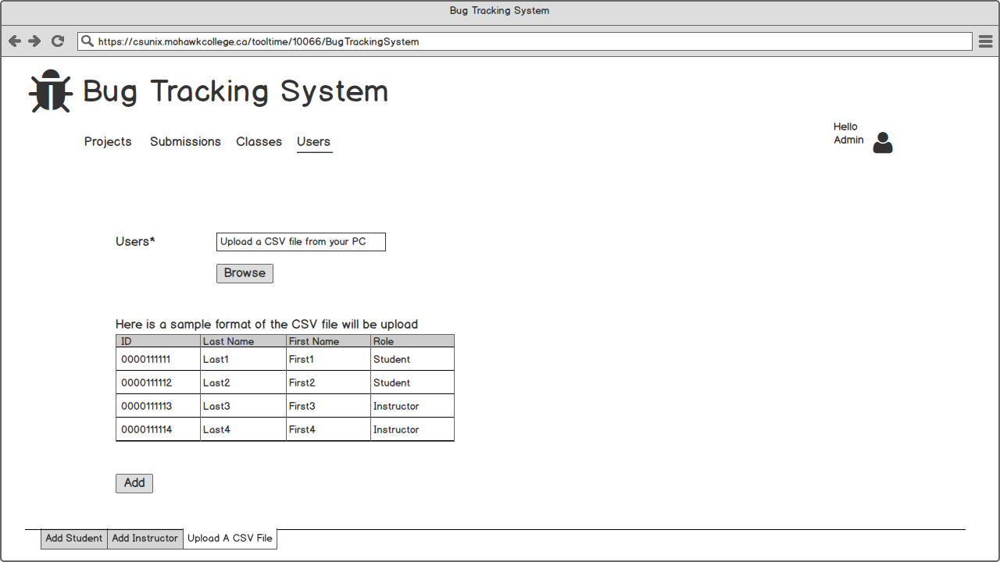 Bug Tracking System
https://csunix.mohawkcollege.ca/tooltime/10066/BugTrackingSystem
Bug Tracking System
Hello
Admin
Projects Submissions Classes Users
Users* Upload a CSV file from your PC
Browse
Here is a sample format of the CSV file will be upload
ID Last Name First Name Role
0000111111 Last1 First1 Student
0000111112 Last2 First2 Student
0000111113 Last3 First3 Instructor
0000111114 Last4 First4 Instructor
Add
Add Student Add Instructor Upload A CSV File